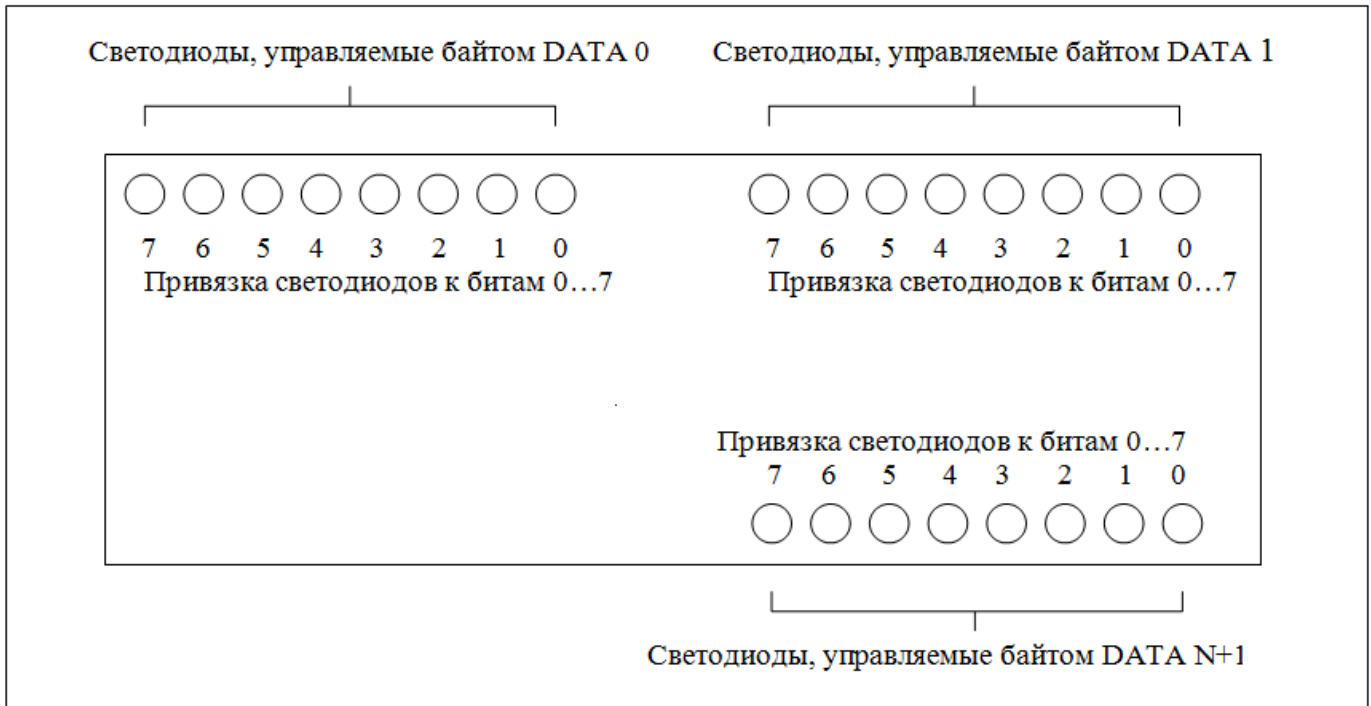 Светодиоды, управляемые байтом DATA 0 Светодиоды, управляемые байтом DATA 1
7 6 5 4 3 2 1 0 7 6 5 4 3 2 1 0
Привязка светодиодов к битам 0…7 Привязка светодиодов к битам 0…7
Привязка светодиодов к битам 0…7
7 6 5 4 3 2 1 0
Светодиоды, управляемые байтом DATA N+1